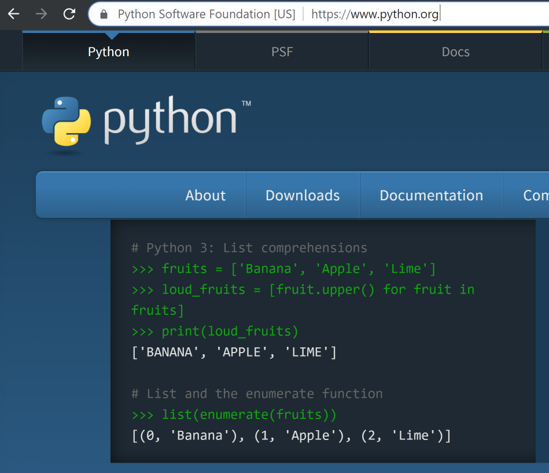 Python Software Foundation [US] https://www.python.org
Python PSF Docs
python™
About Downloads Documentation Com
# Python 3: List comprehensions
>>> fruits = ['Banana', 'Apple', 'Lime']
>>> loud_fruits = [fruit.upper() for fruit in
fruits]
>>> print(loud_fruits)
['BANANA', 'APPLE', 'LIME']
# List and the enumerate function
>>> list(enumerate(fruits))
[(0, 'Banana'), (1, 'Apple'), (2, 'Lime')]